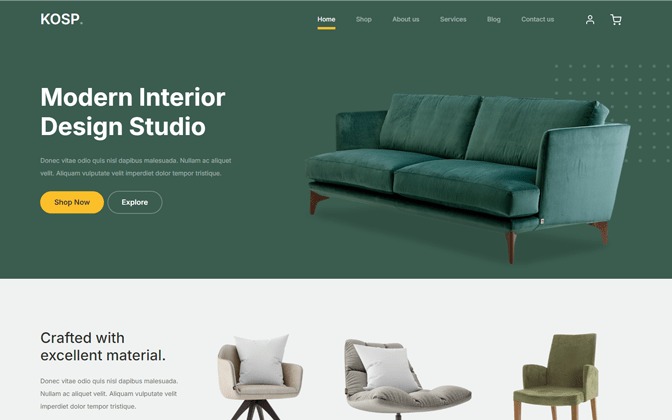 KOSP.
Home Shop About us Services Blog Contact us
Modern Interior
Design Studio
Donec vitae odio quis nisl dapibus malesuada. Nullam ac aliquet
velit. Aliquam vulputate velit imperdiet dolor tempor tristique.
Shop Now Explore
Crafted with
excellent material.
Donec vitae odio quis nisl dapibus malesuada.
Nullam ac aliquet velit. Aliquam vulputate velit
imperdiet dolor tempor tristique.